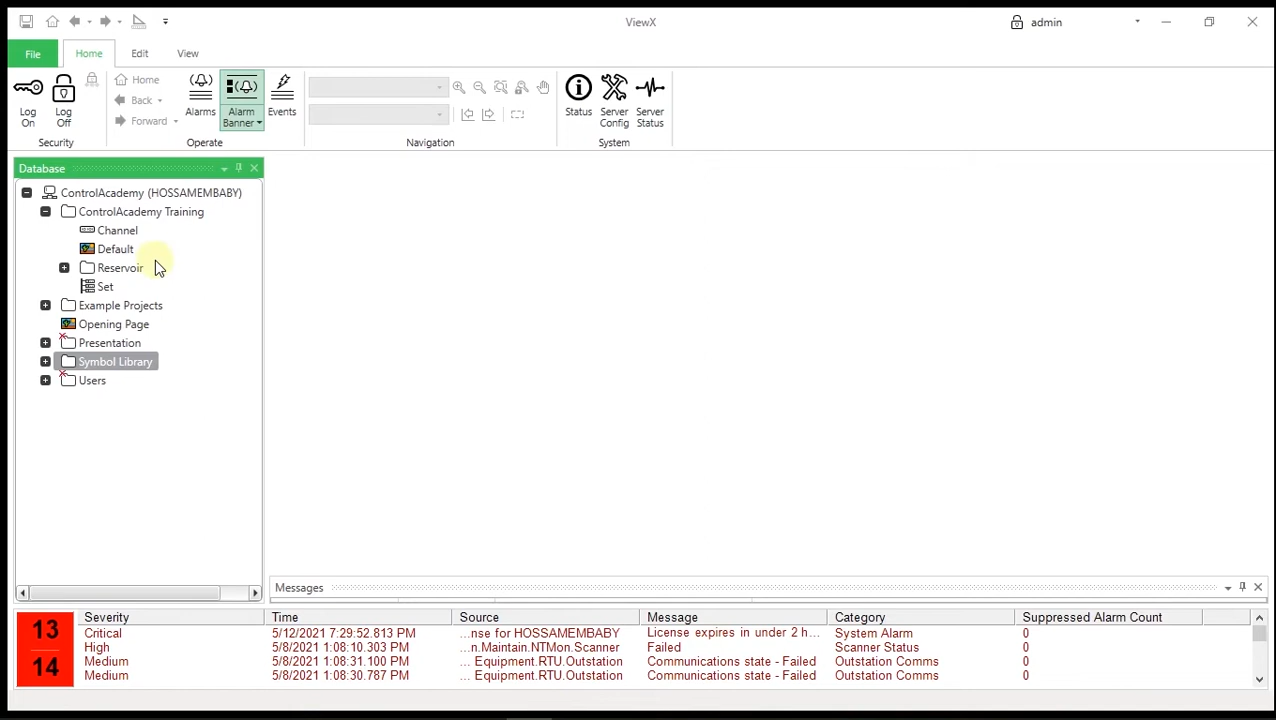 ViewX
admin
File
Home
Edit
View
Log On
Log Off
Home
Back
Forward
Alarms
Alarm Banner
Events
Status
Server Config
Server Status
Security
Operate
Navigation
System
Database
ControlAcademy (HOSSAMEMBABY)
ControlAcademy Training
Channel
Default
Reservoir
Set
Example Projects
Opening Page
Presentation
Symbol Library
Users
Messages
13
14
Severity Time Source Message Category Suppressed Alarm Count
Critical 5/12/2021 7:29:52.813 PM ...nse for HOSSAMEMBABY License expires in under 2 h... System Alarm 0
High 5/8/2021 1:08:10.303 PM ...n.Maintain.NTMon.Scanner Failed Scanner Status 0
Medium 5/8/2021 1:08:31.100 PM ... Equipment.RTU.Outstation Communications state - Failed Outstation Comms 0
Medium 5/8/2021 1:08:30.787 PM ... Equipment.RTU.Outstation Communications state - Failed Outstation Comms 0